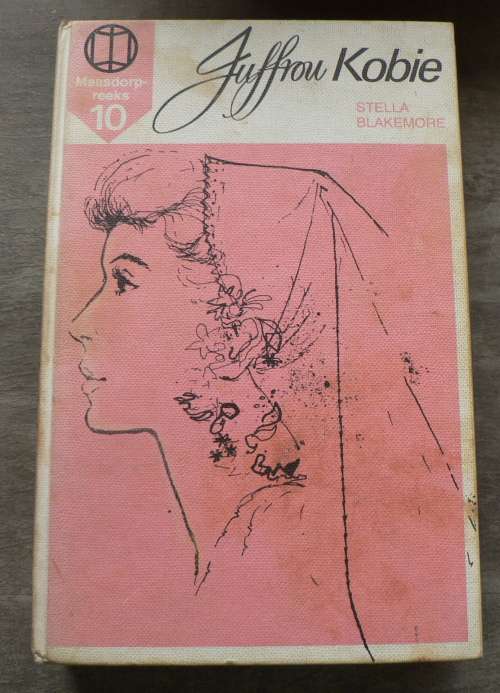 Maasdorp-
reeks
10
Juffrou Kobie
STELLA
BLAKEMORE